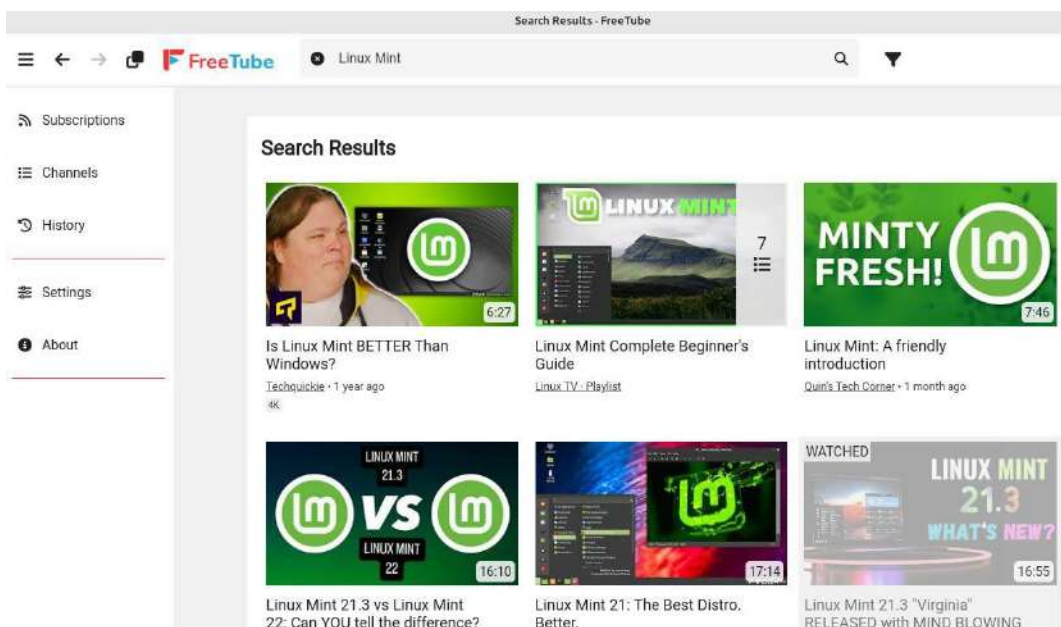 Search Results - FreeTube
FreeTube
Linux Mint
Subscriptions
Channels
History
Settings
About
Search Results
LINUX MINT
7
6:27
MINTY
FRESH!
7:46
Is Linux Mint BETTER Than
Windows?
Techquickie • 1 year ago
4K
Linux Mint Complete Beginner's
Guide
Linux TV - Playlist
Linux Mint: A friendly
introduction
Quin's Tech Corner • 1 month ago
LINUX MINT
21.3
VS
LINUX MINT
22
16:10
17:14
WATCHED
LINUX MINT
21.3
WHAT'S NEW?
16:55
Linux Mint 21.3 vs Linux Mint
22: Can YOU tell the difference?
Linux Mint 21: The Best Distro.
Better.
Linux Mint 21.3 "Virginia"
RELEASED with MIND BLOWING